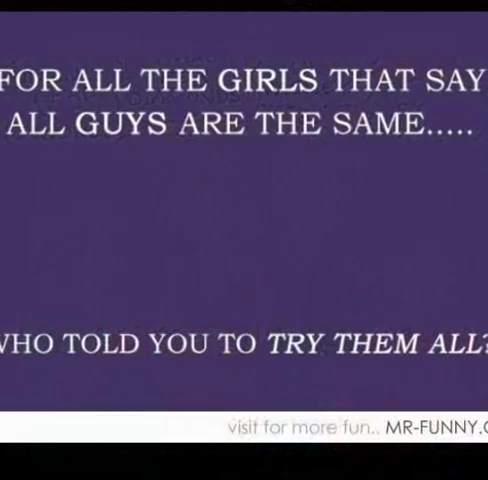 FOR ALL THE GIRLS THAT SAY
ALL GUYS ARE THE SAME.....
WHO TOLD YOU TO TRY THEM ALL?
visit for more fun.. MR-FUNNY.C